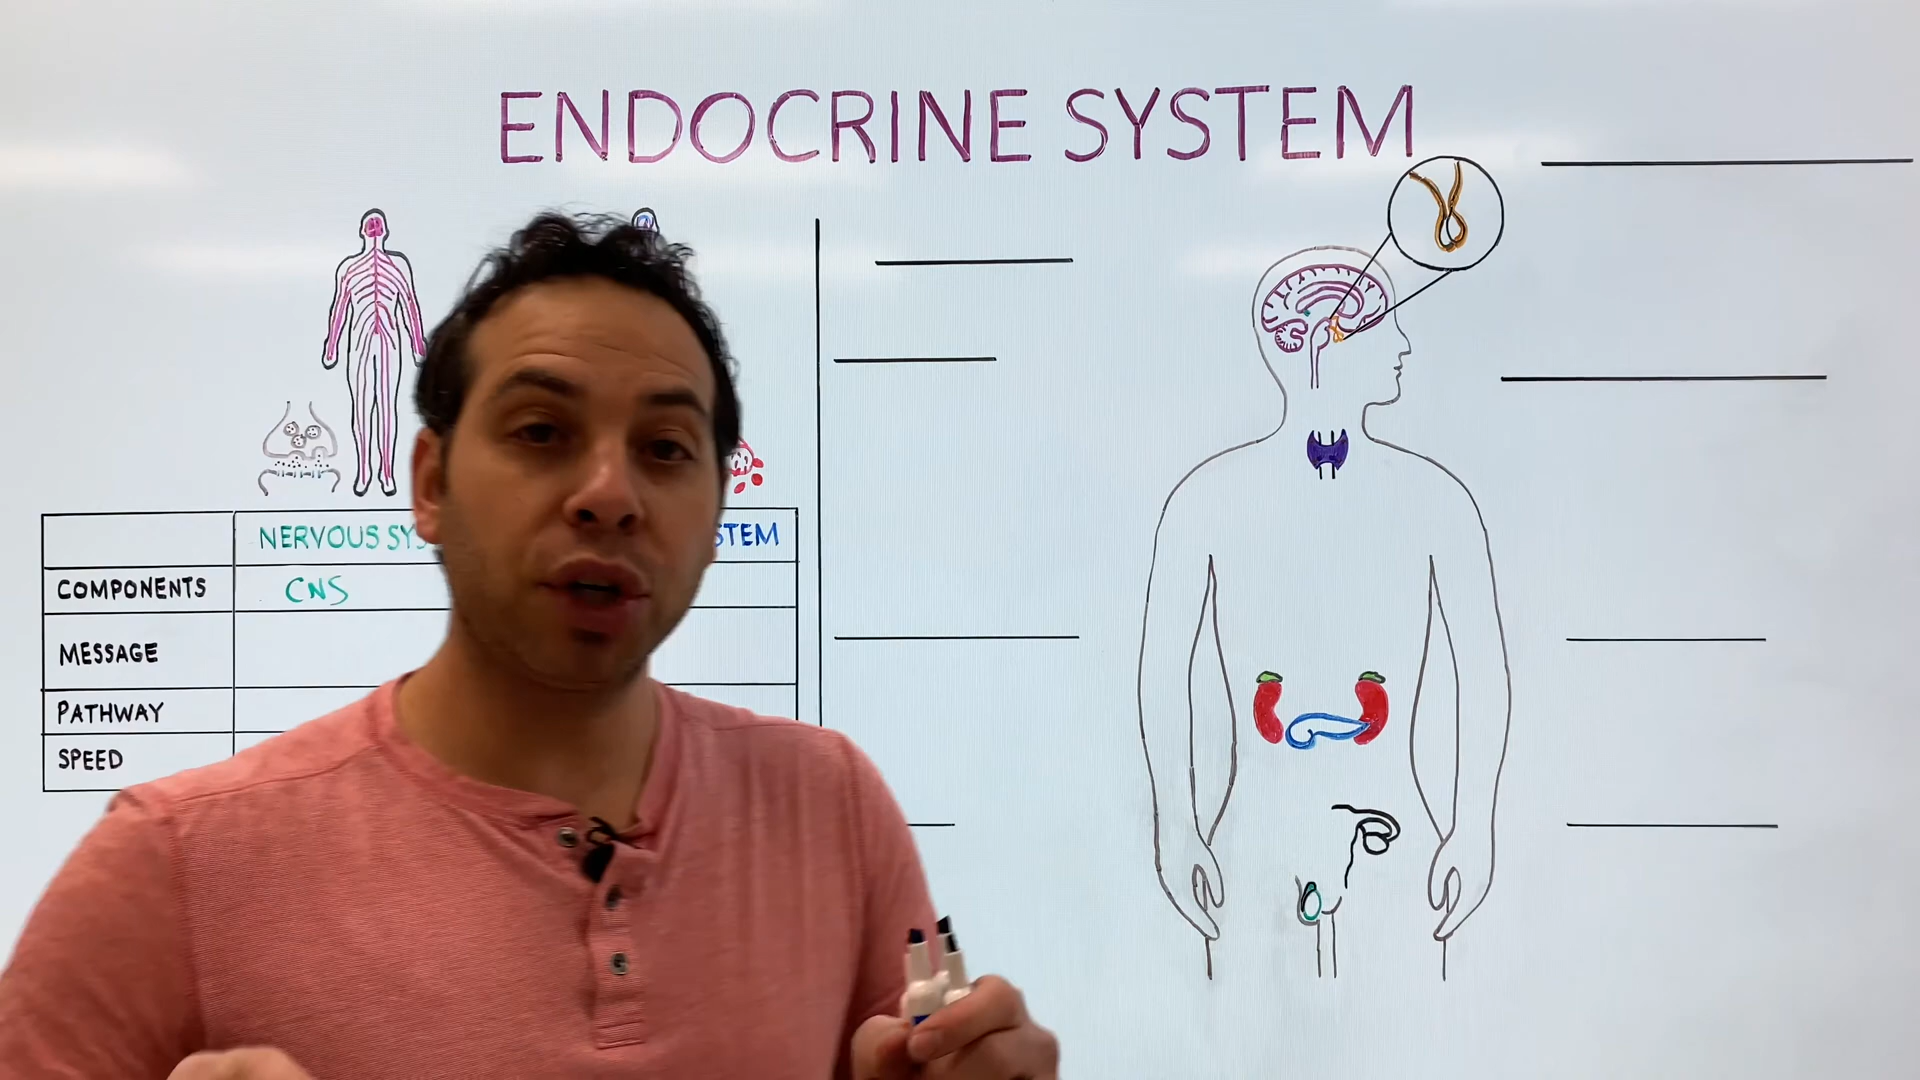 ENDOCRINE SYSTEM
NERVOUS SYS
STEM
COMPONENTS
CNS
MESSAGE
PATHWAY
SPEED